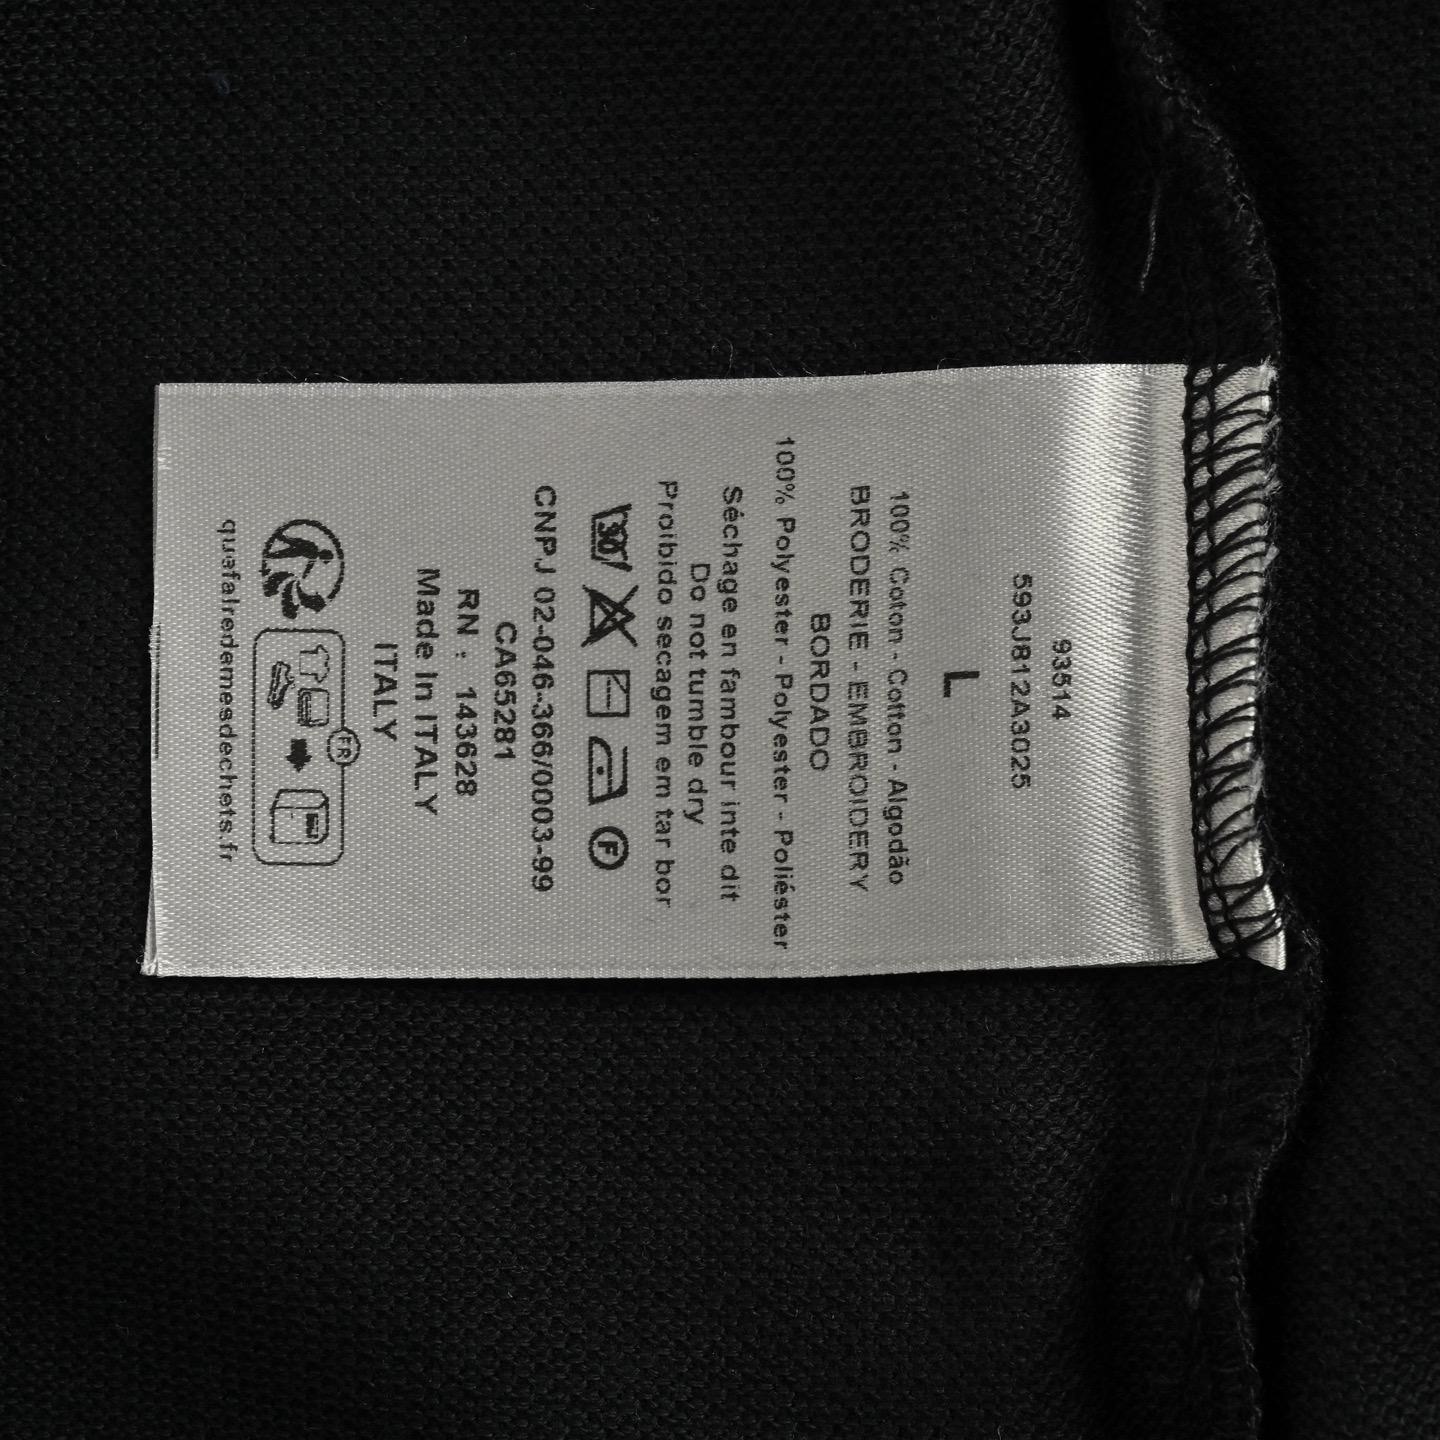 93514
593J812A3025
L
100% Coton - Cotton - Algodão
BRODERIE - EMBROIDERY
BORDADO
100% Polyester - Polyester - Poliéster
Séchage en fambour inte dit
Do not tumble dry
Proibido secagem em tar bor
30
F
CNPJ 02-046-366/0003-99
CA65281
RN : 143628
Made In ITALY
ITALY
FR
quefairedemesdechets.fr